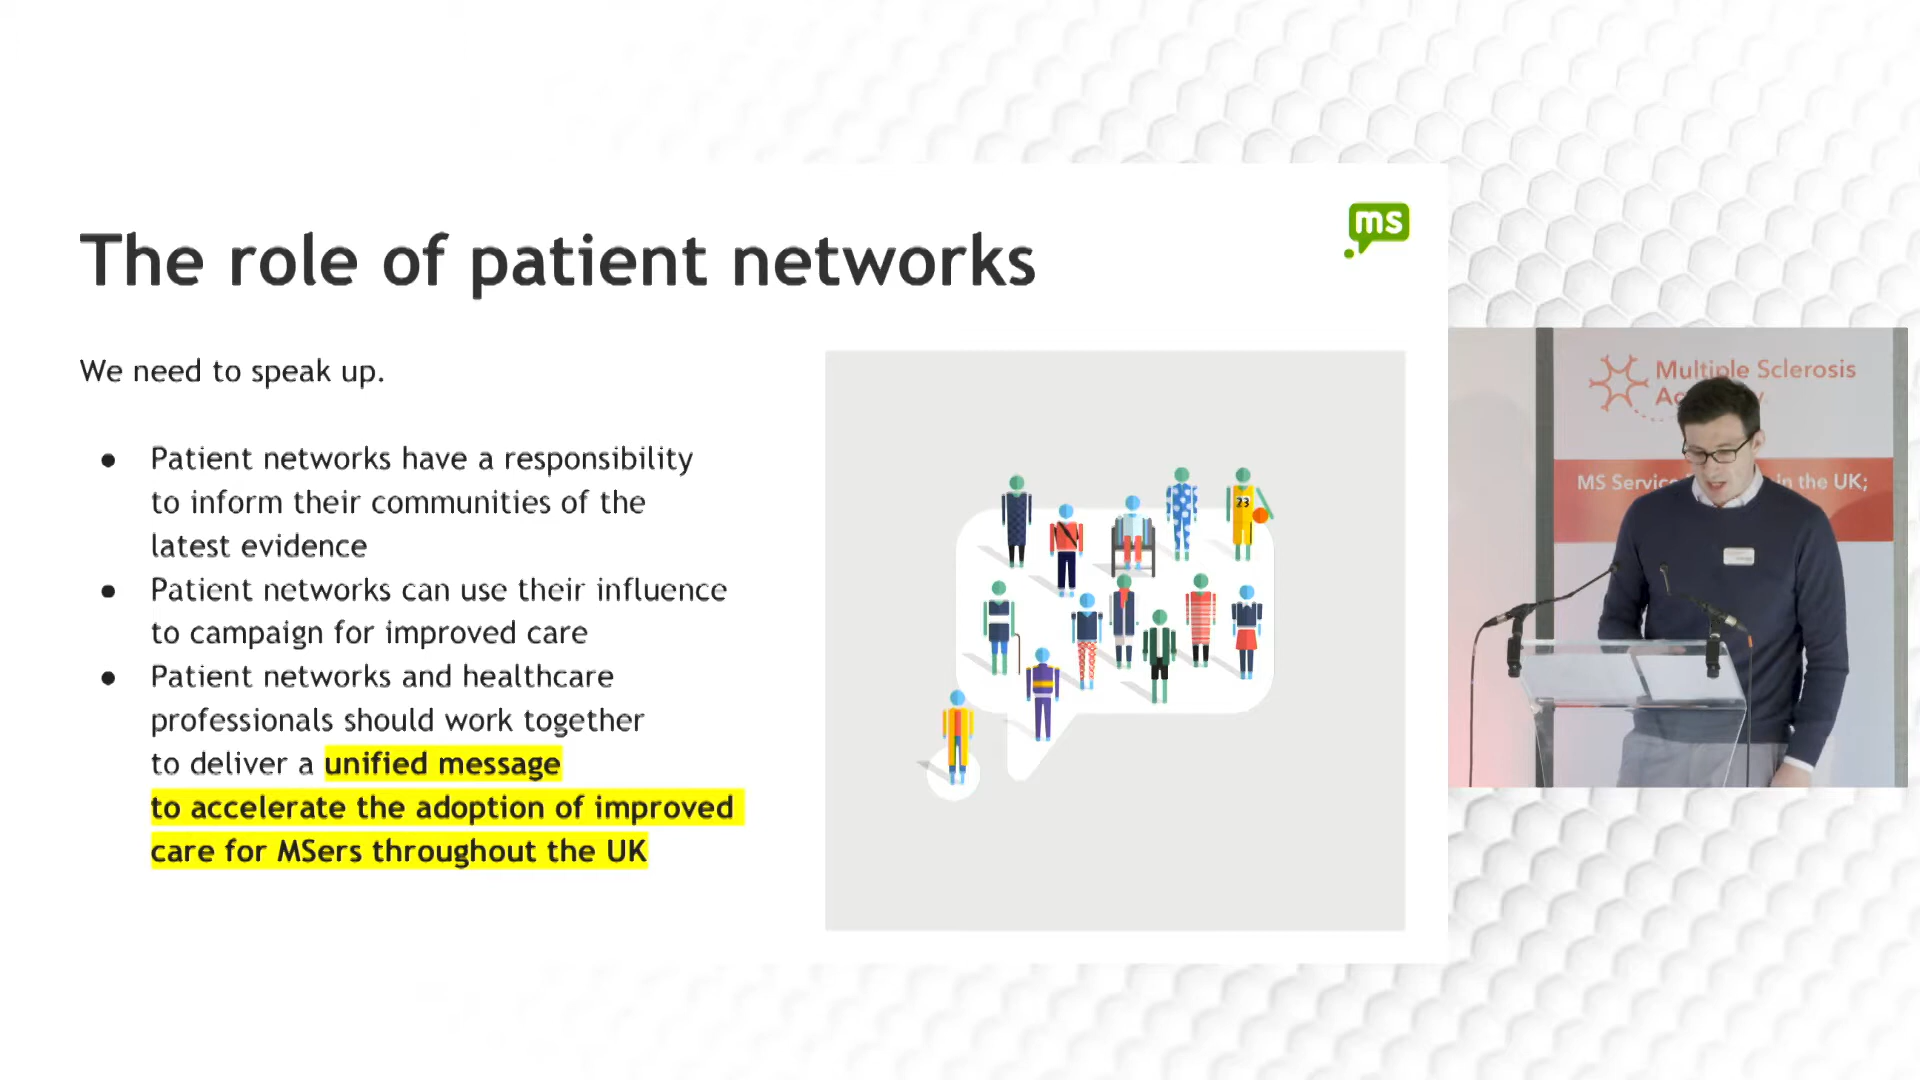 The role of patient networks
ms
We need to speak up.
● Patient networks have a responsibility
to inform their communities of the
latest evidence
● Patient networks can use their influence
to campaign for improved care
● Patient networks and healthcare
professionals should work together
to deliver a unified message
to accelerate the adoption of improved
care for MSers throughout the UK
23
Multiple Sclerosis
MS in the UK;